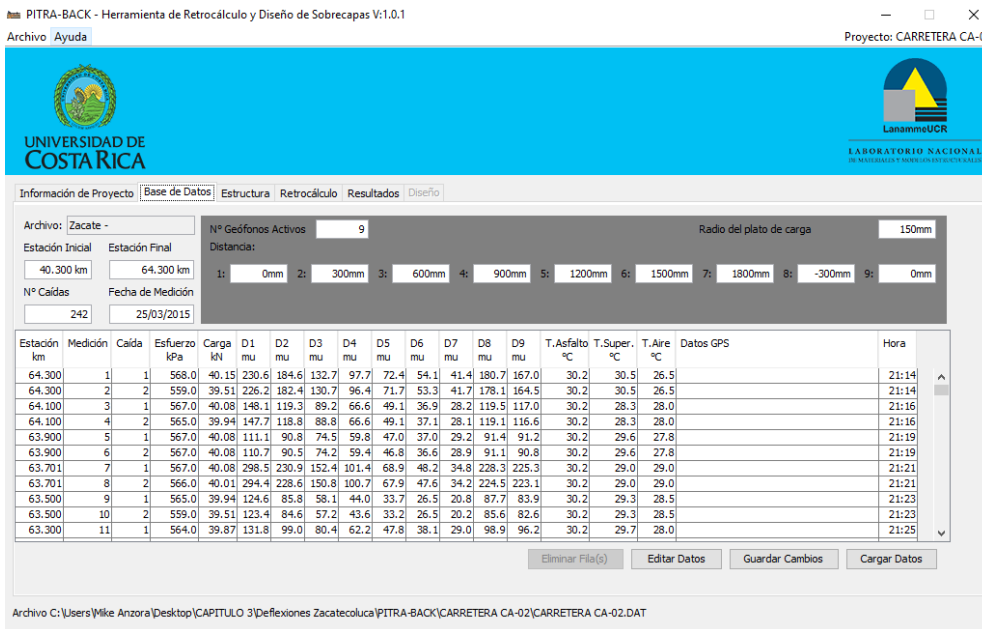 PITRA-BACK - Herramienta de Retrocálculo y Diseño de Sobrecapas V:1.0.1
Archivo Ayuda Proyecto: CARRETERA CA-0
UNIVERSIDAD DE
COSTA RICA
LanammeUCR
LABORATORIO NACIONAL
DE MATERIALES Y MODELOS ESTRUCTURALES
Información de Proyecto Base de Datos Estructura Retrocálculo Resultados Diseño
Archivo: Zacate - Nº Geófonos Activos 9 Radio del plato de carga 150mm
Estación Inicial Estación Final Distancia:
40.300 km 64.300 km 1: 0mm 2: 300mm 3: 600mm 4: 900mm 5: 1200mm 6: 1500mm 7: 1800mm 8: -300mm 9: 0mm
Nº Caídas Fecha de Medición
242 25/03/2015
Estación Medición Caída Esfuerzo Carga D1 D2 D3 D4 D5 D6 D7 D8 D9 T.Asfalto T.Super. T.Aire Datos GPS Hora
km kPa kN mu mu mu mu mu mu mu mu mu ºC ºC ºC
64.300 1 1 568.0 40.15 230.6 184.6 132.7 97.7 72.4 54.1 41.4 180.7 167.0 30.2 30.5 26.5 21:14
64.300 2 2 559.0 39.51 226.2 182.4 130.7 96.4 71.7 53.3 41.7 178.1 164.5 30.2 30.5 26.5 21:14
64.100 3 1 567.0 40.08 148.1 119.3 89.2 66.6 49.1 36.9 28.2 119.5 117.0 30.2 28.3 28.0 21:16
64.100 4 2 565.0 39.94 147.7 118.8 88.8 66.6 49.1 37.1 28.1 119.1 116.6 30.2 28.3 28.0 21:16
63.900 5 1 567.0 40.08 111.1 90.8 74.5 59.8 47.0 37.0 29.2 91.4 91.2 30.2 29.6 27.8 21:19
63.900 6 2 567.0 40.08 110.7 90.5 74.2 59.4 46.8 36.6 28.9 91.1 90.8 30.2 29.6 27.8 21:19
63.701 7 1 567.0 40.08 298.5 230.9 152.4 101.4 68.9 48.2 34.8 228.3 225.3 30.2 29.0 29.0 21:21
63.701 8 2 566.0 40.01 294.4 228.6 150.8 100.7 67.9 47.6 34.2 224.5 223.1 30.2 29.0 29.0 21:21
63.500 9 1 565.0 39.94 124.6 85.8 58.1 44.0 33.7 26.5 20.8 87.7 83.9 30.2 29.3 28.5 21:23
63.500 10 2 559.0 39.51 123.4 84.6 57.2 43.6 33.2 26.5 20.2 85.6 82.6 30.2 29.3 28.5 21:23
63.300 11 1 564.0 39.87 131.8 99.0 80.4 62.2 47.8 38.1 29.0 98.9 96.2 30.2 29.7 28.0 21:25
Eliminar Fila(s) Editar Datos Guardar Cambios Cargar Datos
Archivo C:\Users\Mike Anzora\Desktop\CAPITULO 3\Deflexiones Zacatecoluca\PITRA-BACK\CARRETERA CA-02\CARRETERA CA-02.DAT